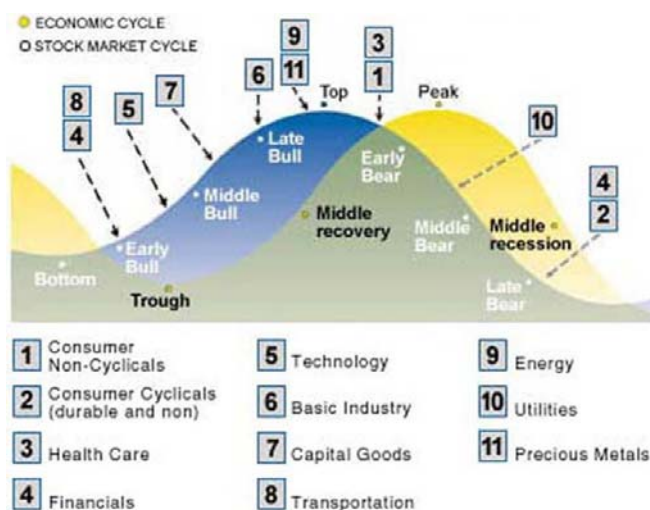 ECONOMIC CYCLE
STOCK MARKET CYCLE
9
11
3
1
6
7
8
4
5
Top
Peak
10
4
2
Late
Bull
Early
Bear
Middle
Bull
Middle
recovery
Middle
Bear
Middle
recession
Early
Bull
Bottom
Trough
Late
Bear
1 Consumer
Non-Cyclicals
2 Consumer Cyclicals
(durable and non)
3 Health Care
4 Financials
5 Technology
6 Basic Industry
7 Capital Goods
8 Transportation
9 Energy
10 Utilities
11 Precious Metals